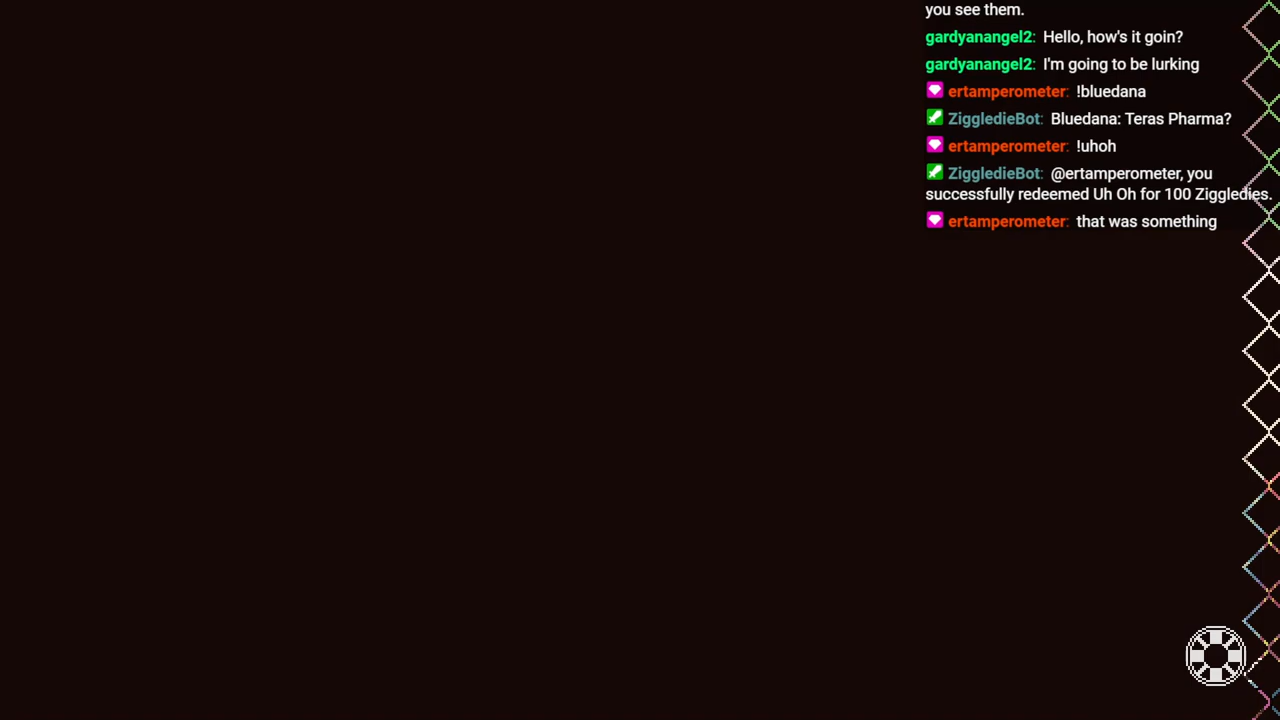 you see them.
gardyanangel2: Hello, how's it goin?
gardyanangel2: I'm going to be lurking
ertamperometer: !bluedana
ZiggledieBot: Bluedana: Teras Pharma?
ertamperometer: !uhoh
ZiggledieBot: @ertamperometer, you
successfully redeemed Uh Oh for 100 Ziggledies.
ertamperometer: that was something